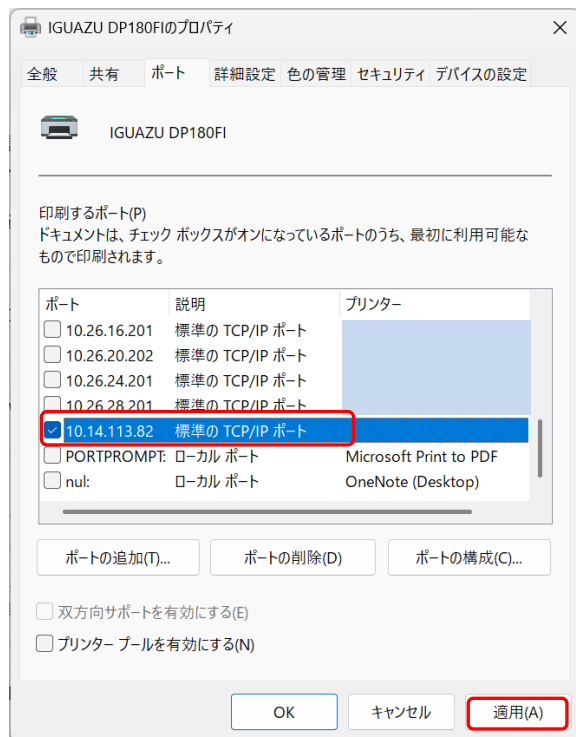 IGUAZU DP180FIのプロパティ
全般 共有 ポート 詳細設定 色の管理 セキュリティ デバイスの設定
IGUAZU DP180FI
印刷するポート(P)
ドキュメントは、チェック ボックスがオンになっているポートのうち、最初に利用可能な
もので印刷されます。
ポート 説明 プリンター
10.26.16.201 標準の TCP/IP ポート
10.26.20.202 標準の TCP/IP ポート
10.26.24.201 標準の TCP/IP ポート
10.26.28.201 標準の TCP/IP ポート
10.14.113.82 標準の TCP/IP ポート
PORTPROMPT: ローカル ポート Microsoft Print to PDF
nul: ローカル ポート OneNote (Desktop)
ポートの追加(T)... ポートの削除(D) ポートの構成(C)...
双方向サポートを有効にする(E)
プリンター プールを有効にする(N)
OK キャンセル 適用(A)